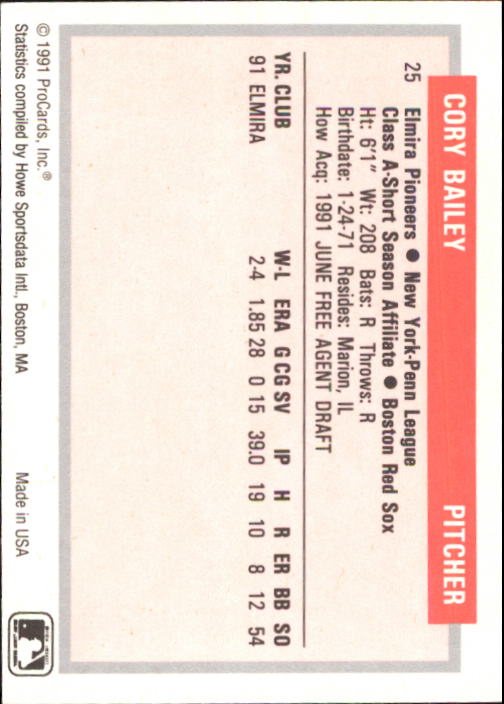 CORY BAILEY PITCHER
25 Elmira Pioneers ● New York-Penn League
Class A-Short Season Affiliate ● Boston Red Sox
Ht: 6'1" Wt: 208 Bats: R Throws: R
Birthdate: 1-24-71 Resides: Marion, IL
How Acq: 1991 JUNE FREE AGENT DRAFT
YR. CLUB W-L ERA G CG SV IP H R ER BB SO
91 ELMIRA 2-4 1.85 28 0 15 39.0 19 10 8 12 54
© 1991 ProCards, Inc.® Made in USA
Statistics compiled by Howe Sportsdata Intl., Boston, MA